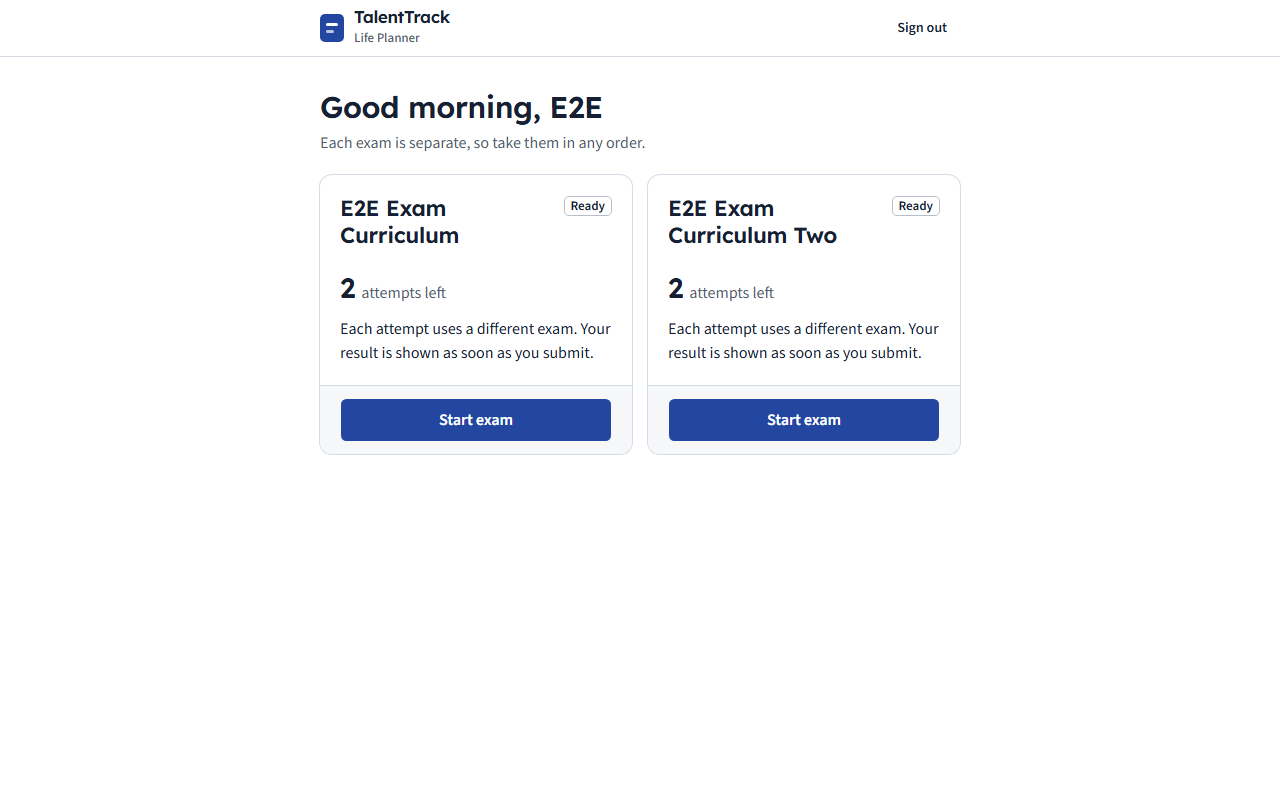 TalentTrack
Life Planner
Sign out
Good morning, E2E
Each exam is separate, so take them in any order.
E2E Exam
Curriculum
Ready
2 attempts left
Each attempt uses a different exam. Your
result is shown as soon as you submit.
Start exam
E2E Exam
Curriculum Two
Ready
2 attempts left
Each attempt uses a different exam. Your
result is shown as soon as you submit.
Start exam